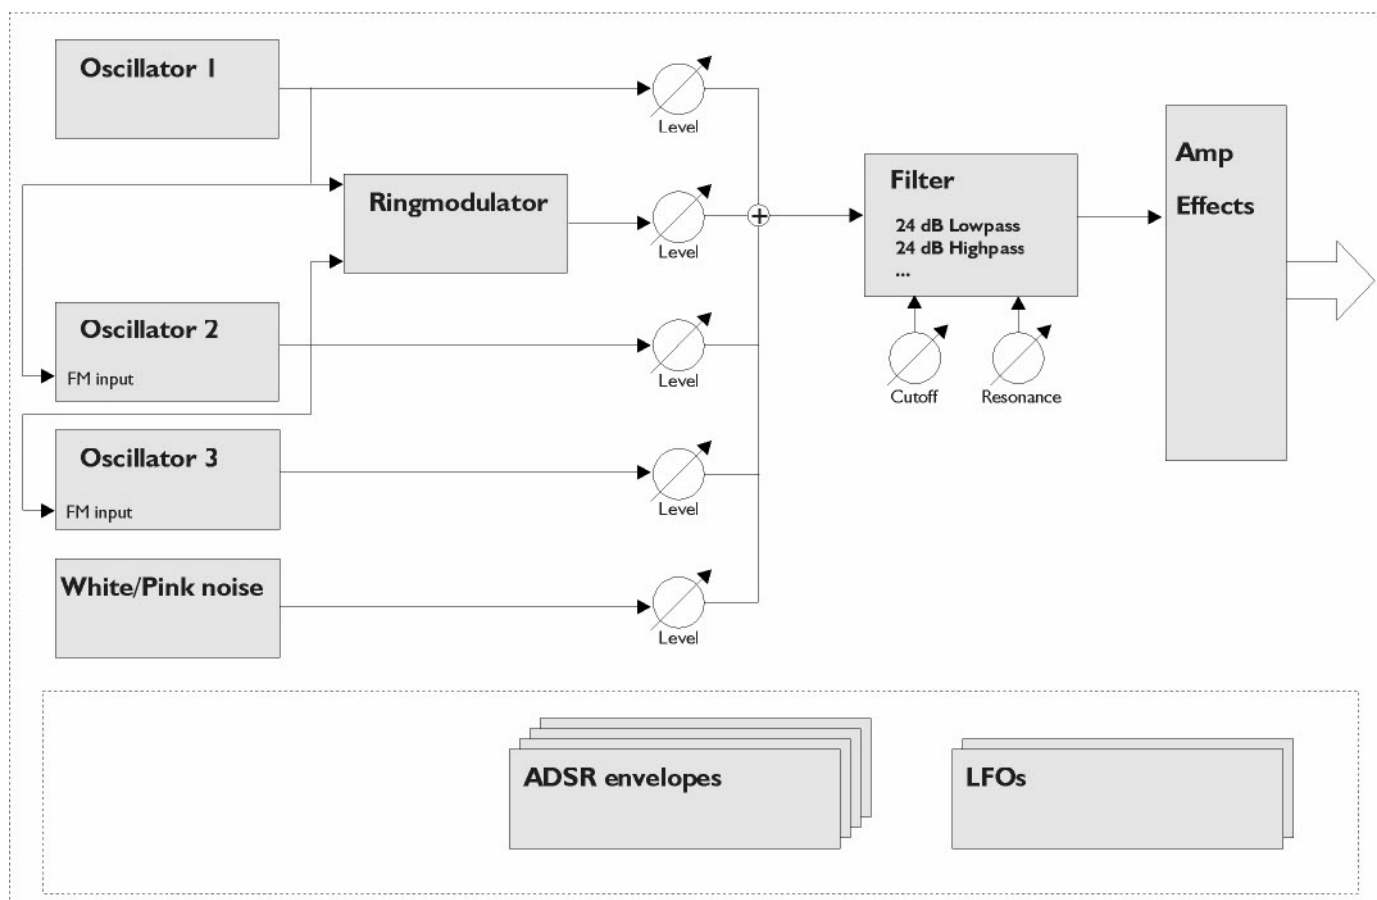 Oscillator 1
Level
Ringmodulator
Level
Oscillator 2
FM input
Level
Oscillator 3
FM input
Level
White/Pink noise
Level
Filter
24 dB Lowpass
24 dB Highpass
...
Cutoff
Resonance
Amp
Effects
ADSR envelopes
LFOs